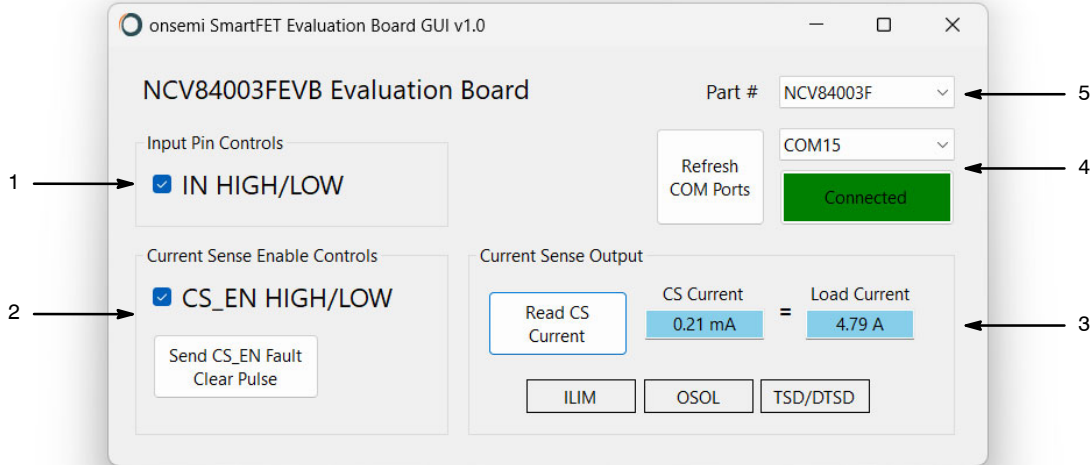 onsemi SmartFET Evaluation Board GUI v1.0
NCV84003FEVB Evaluation Board
Part #
NCV84003F
5
Input Pin Controls
1
IN HIGH/LOW
Refresh
COM Ports
COM15
Connected
4
Current Sense Enable Controls
2
CS_EN HIGH/LOW
Send CS_EN Fault
Clear Pulse
Current Sense Output
Read CS
Current
CS Current
0.21 mA
=
Load Current
4.79 A
3
ILIM
OSOL
TSD/DTSD